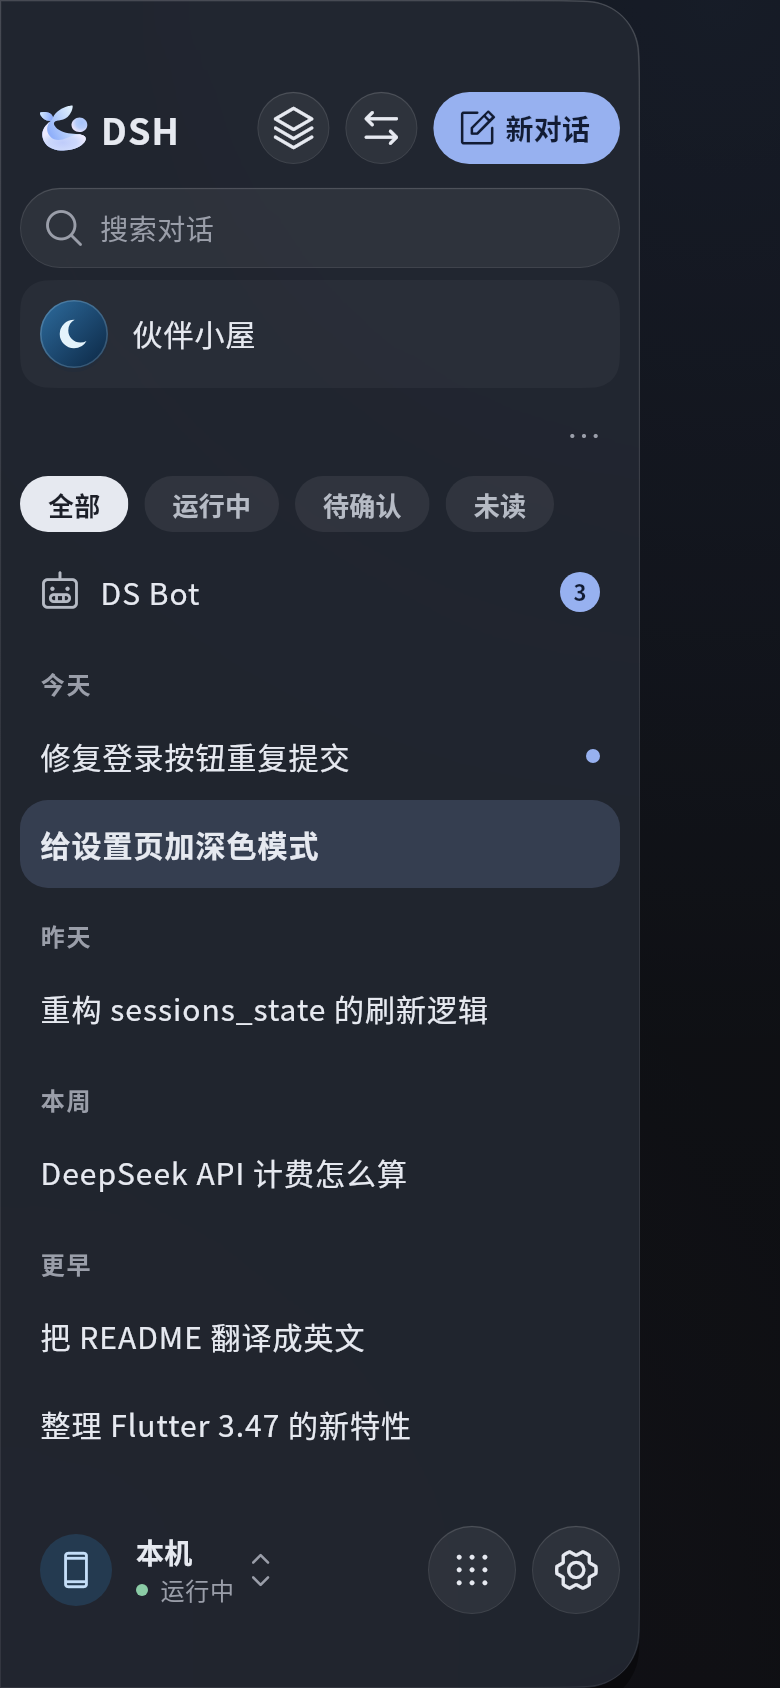 DSH
新对话
搜索对话
伙伴小屋
...
全部 运行中 待确认 未读
DS Bot 3
今天
修复登录按钮重复提交
给设置页加深色模式
昨天
重构 sessions_state 的刷新逻辑
本周
DeepSeek API 计费怎么算
更早
把 README 翻译成英文
整理 Flutter 3.47 的新特性
本机
运行中